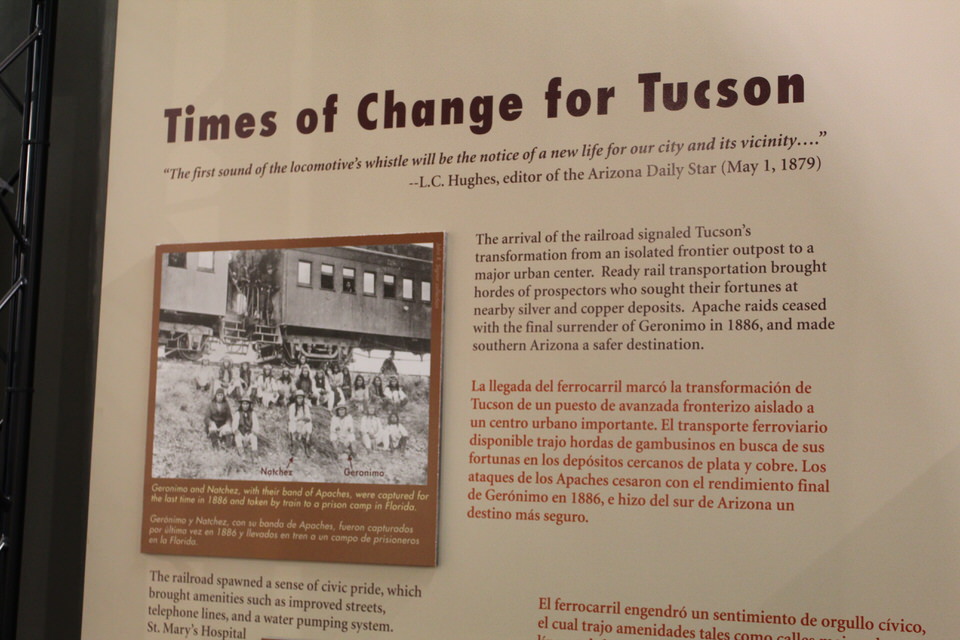 Times of Change for Tucson
“The first sound of the locomotive's whistle will be the notice of a new life for our city and its vicinity....”
--L.C. Hughes, editor of the Arizona Daily Star (May 1, 1879)
Natchez
Geronimo
Geronimo and Natchez, with their band of Apaches, were captured for
the last time in 1886 and taken by train to a prison camp in Florida.
Gerónimo y Natchez, con su banda de Apaches, fueron capturados
por última vez en 1886 y llevados en tren a un campo de prisioneros
en la Florida.
The railroad spawned a sense of civic pride, which
brought amenities such as improved streets,
telephone lines, and a water pumping system.
St. Mary's Hospital
The arrival of the railroad signaled Tucson's
transformation from an isolated frontier outpost to a
major urban center. Ready rail transportation brought
hordes of prospectors who sought their fortunes at
nearby silver and copper deposits. Apache raids ceased
with the final surrender of Geronimo in 1886, and made
southern Arizona a safer destination.
La llegada del ferrocarril marcó la transformación de
Tucson de un puesto de avanzada fronterizo aislado a
un centro urbano importante. El transporte ferroviario
disponible trajo hordas de gambusinos en busca de sus
fortunas en los depósitos cercanos de plata y cobre. Los
ataques de los Apaches cesaron con el rendimiento final
de Gerónimo en 1886, e hizo del sur de Arizona un
destino más seguro.
El ferrocarril engendró un sentimiento de orgullo cívico,
el cual trajo amenidades tales como calles